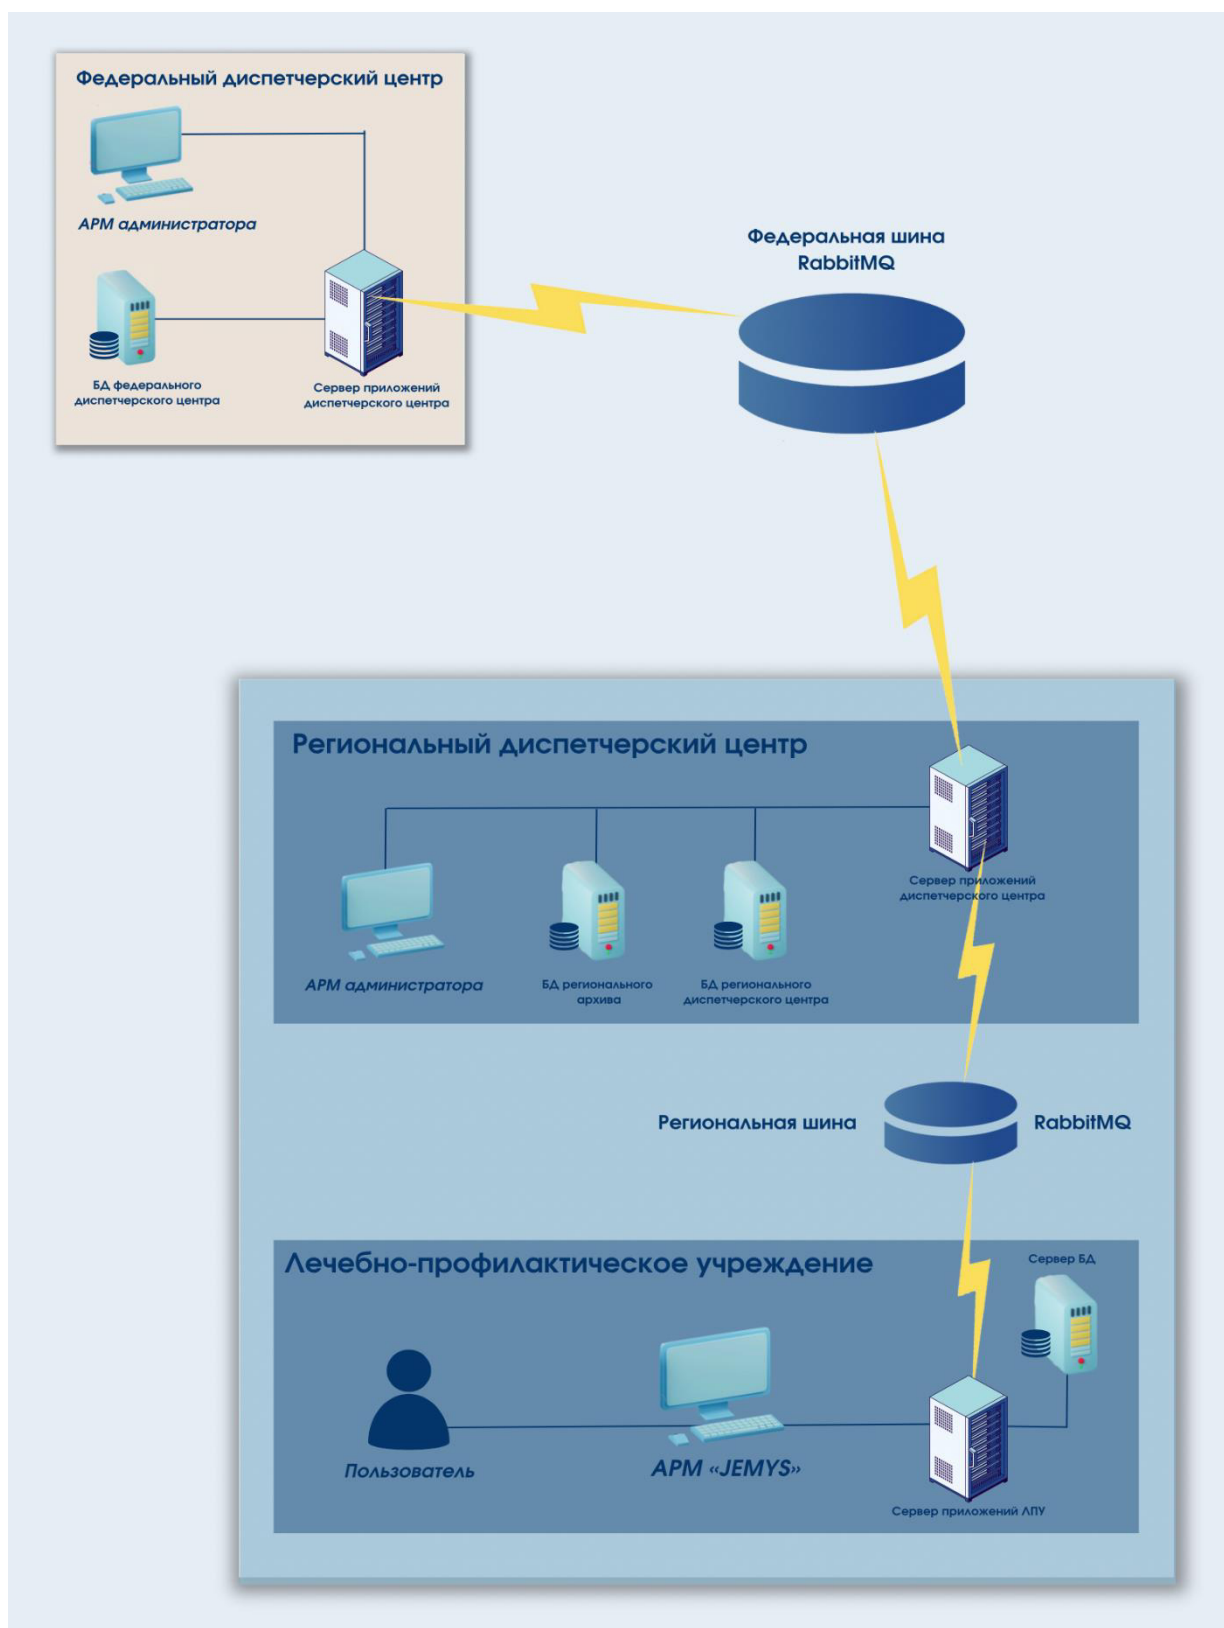 Федеральный диспетчерский центр
АРМ администратора
БД федерального
диспетчерского центра
Сервер приложений
диспетчерского центра
Федеральная шина
RabbitMQ
Региональный диспетчерский центр
Сервер приложений
диспетчерского центра
АРМ администратора
БД регионального
архива
БД регионального
диспетчерского центра
Региональная шина
RabbitMQ
Лечебно-профилактическое учреждение
Сервер БД
Пользователь
АРМ «JEMYS»
Сервер приложений ЛПУ